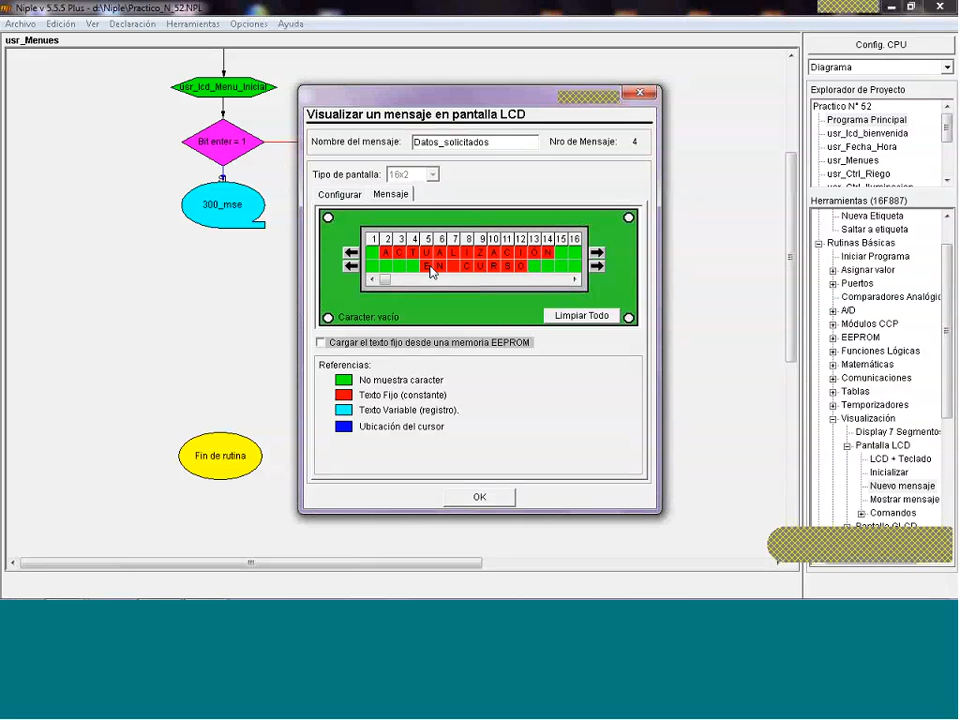 Niple v 5.5.5 Plus - d:\Niple\Practico_N_52.NPL
Archivo Edición Ver Declaración Herramientas Opciones Ayuda
usr_Menues
usr_lcd_Menu_Inicial
Bit enter = 1
300_mse
Fin de rutina
Visualizar un mensaje en pantalla LCD
Nombre del mensaje: Datos_solicitados Nro de Mensaje: 4
Tipo de pantalla: 16x2
Configurar Mensaje
1 2 3 4 5 6 7 8 9 10 11 12 13 14 15 16
ACTUALIZACION
EN CURSO
Caracter: vacío
Limpiar Todo
Cargar el texto fijo desde una memoria EEPROM
Referencias:
No muestra caracter
Texto Fijo (constante)
Texto Variable (registro).
Ubicación del cursor
OK
Config. CPU
Diagrama
Explorador de Proyecto
Practico N° 52
Programa Principal
usr_lcd_bienvenida
usr_Fecha_Hora
usr_Menues
usr_Ctrl_Riego
usr_Ctrl_Iluminacion
Herramientas (16F887)
Nueva Etiqueta
Saltar a etiqueta
Rutinas Básicas
Iniciar Programa
Asignar valor
Puertos
Comparadores Analógic
A/D
Módulos CCP
EEPROM
Funciones Lógicas
Matemáticas
Comunicaciones
Tablas
Temporizadores
Visualización
Display 7 Segmentos
Pantalla LCD
LCD + Teclado
Inicializar
Nuevo mensaje
Mostrar mensaje
Comandos
Pantalla GLCD